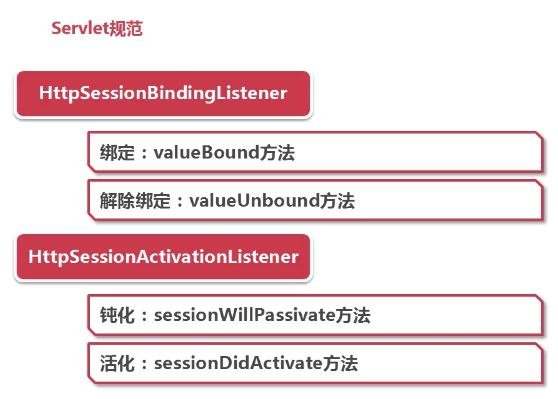 Servlet规范
HttpSessionBindingListener
绑定：valueBound方法
解除绑定：valueUnbound方法
HttpSessionActivationListener
钝化：sessionWillPassivate方法
活化：sessionDidActivate方法